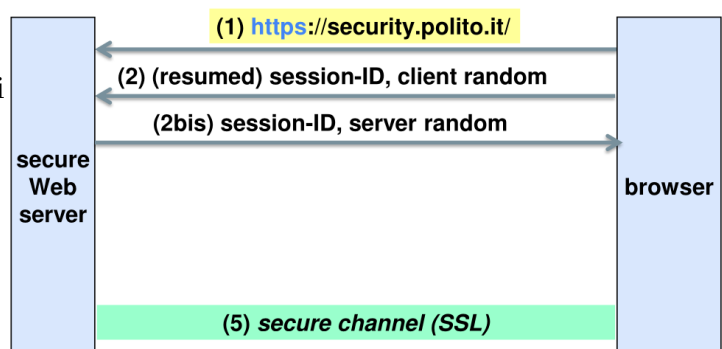 (1) https://security.polito.it/
(2) (resumed) session-ID, client random
i
(2bis) session-ID, server random
secure
Web
server
browser
(5) secure channel (SSL)